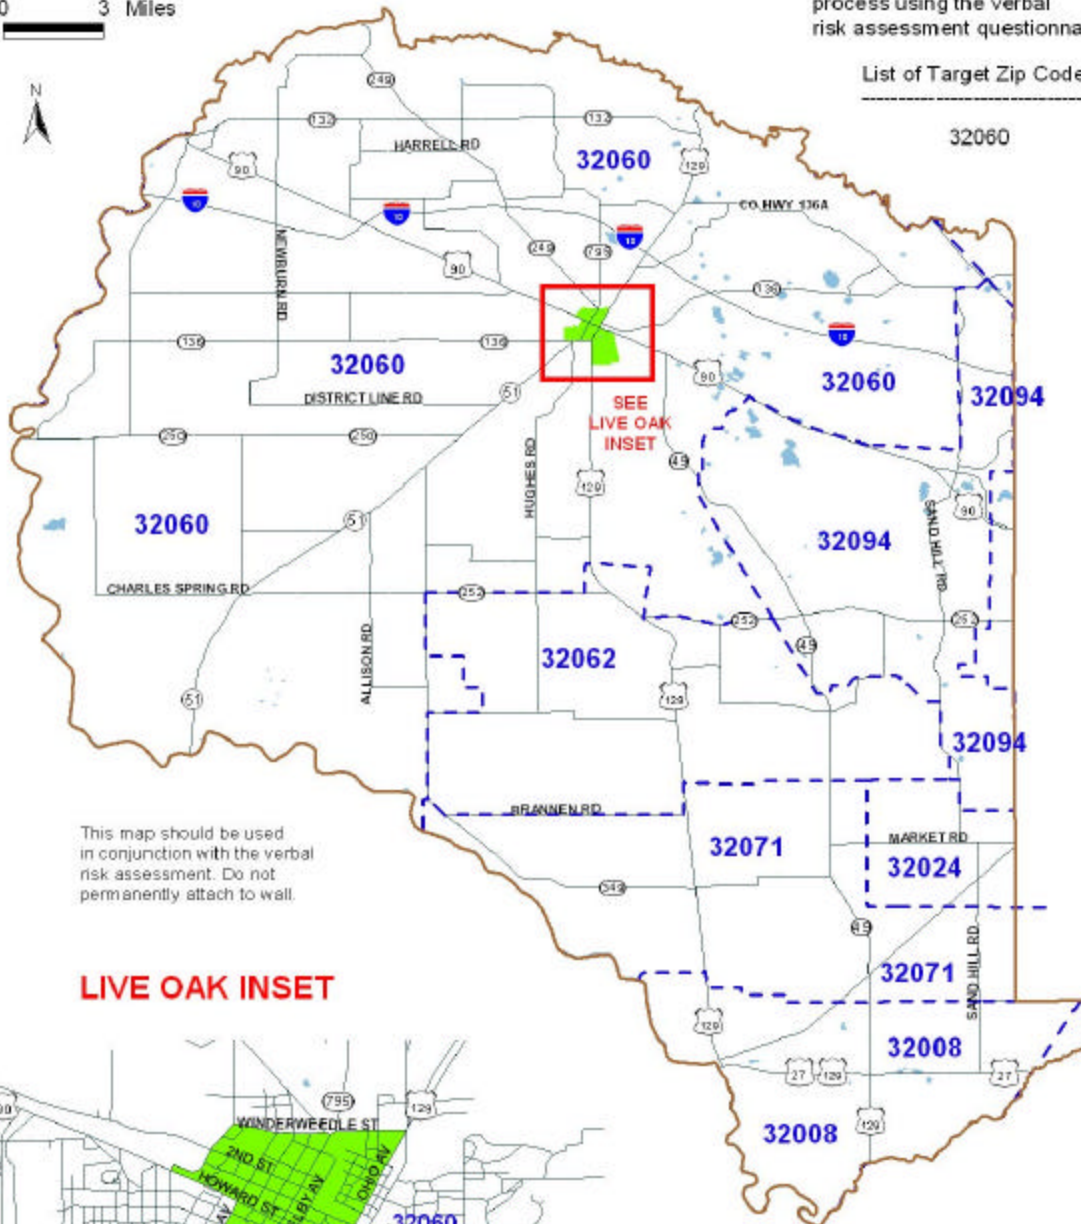 0 3 Miles
process using the verbal
risk assessment questionna
List of Target Zip Code
32060
N
249
132
132
HARRELL RD
32060
90
129
10
10
CO HWY 136A
NEWBURN RD
249
795
10
90
136
136
136
10
32060
90
32060
32094
DISTRICT LINE RD
51
SEE
LIVE OAK
INSET
250
250
HUGHES RD
49
129
90
32060
51
32094
SAND HILL RD
CHARLES SPRING RD
252
252
252
ALLISON RD
32062
49
51
129
32094
BRANNEN RD
This map should be used
in conjunction with the verbal
risk assessment. Do not
permanently attach to wall.
32071
MARKET RD
32024
349
49
32071
SAND HILL RD
LIVE OAK INSET
129
32008
27
129
27
32008
129
90
795
129
WINDERWEEDLE ST
2ND ST
HOWARD ST
OHIO AV
LBY AV
AV
32060